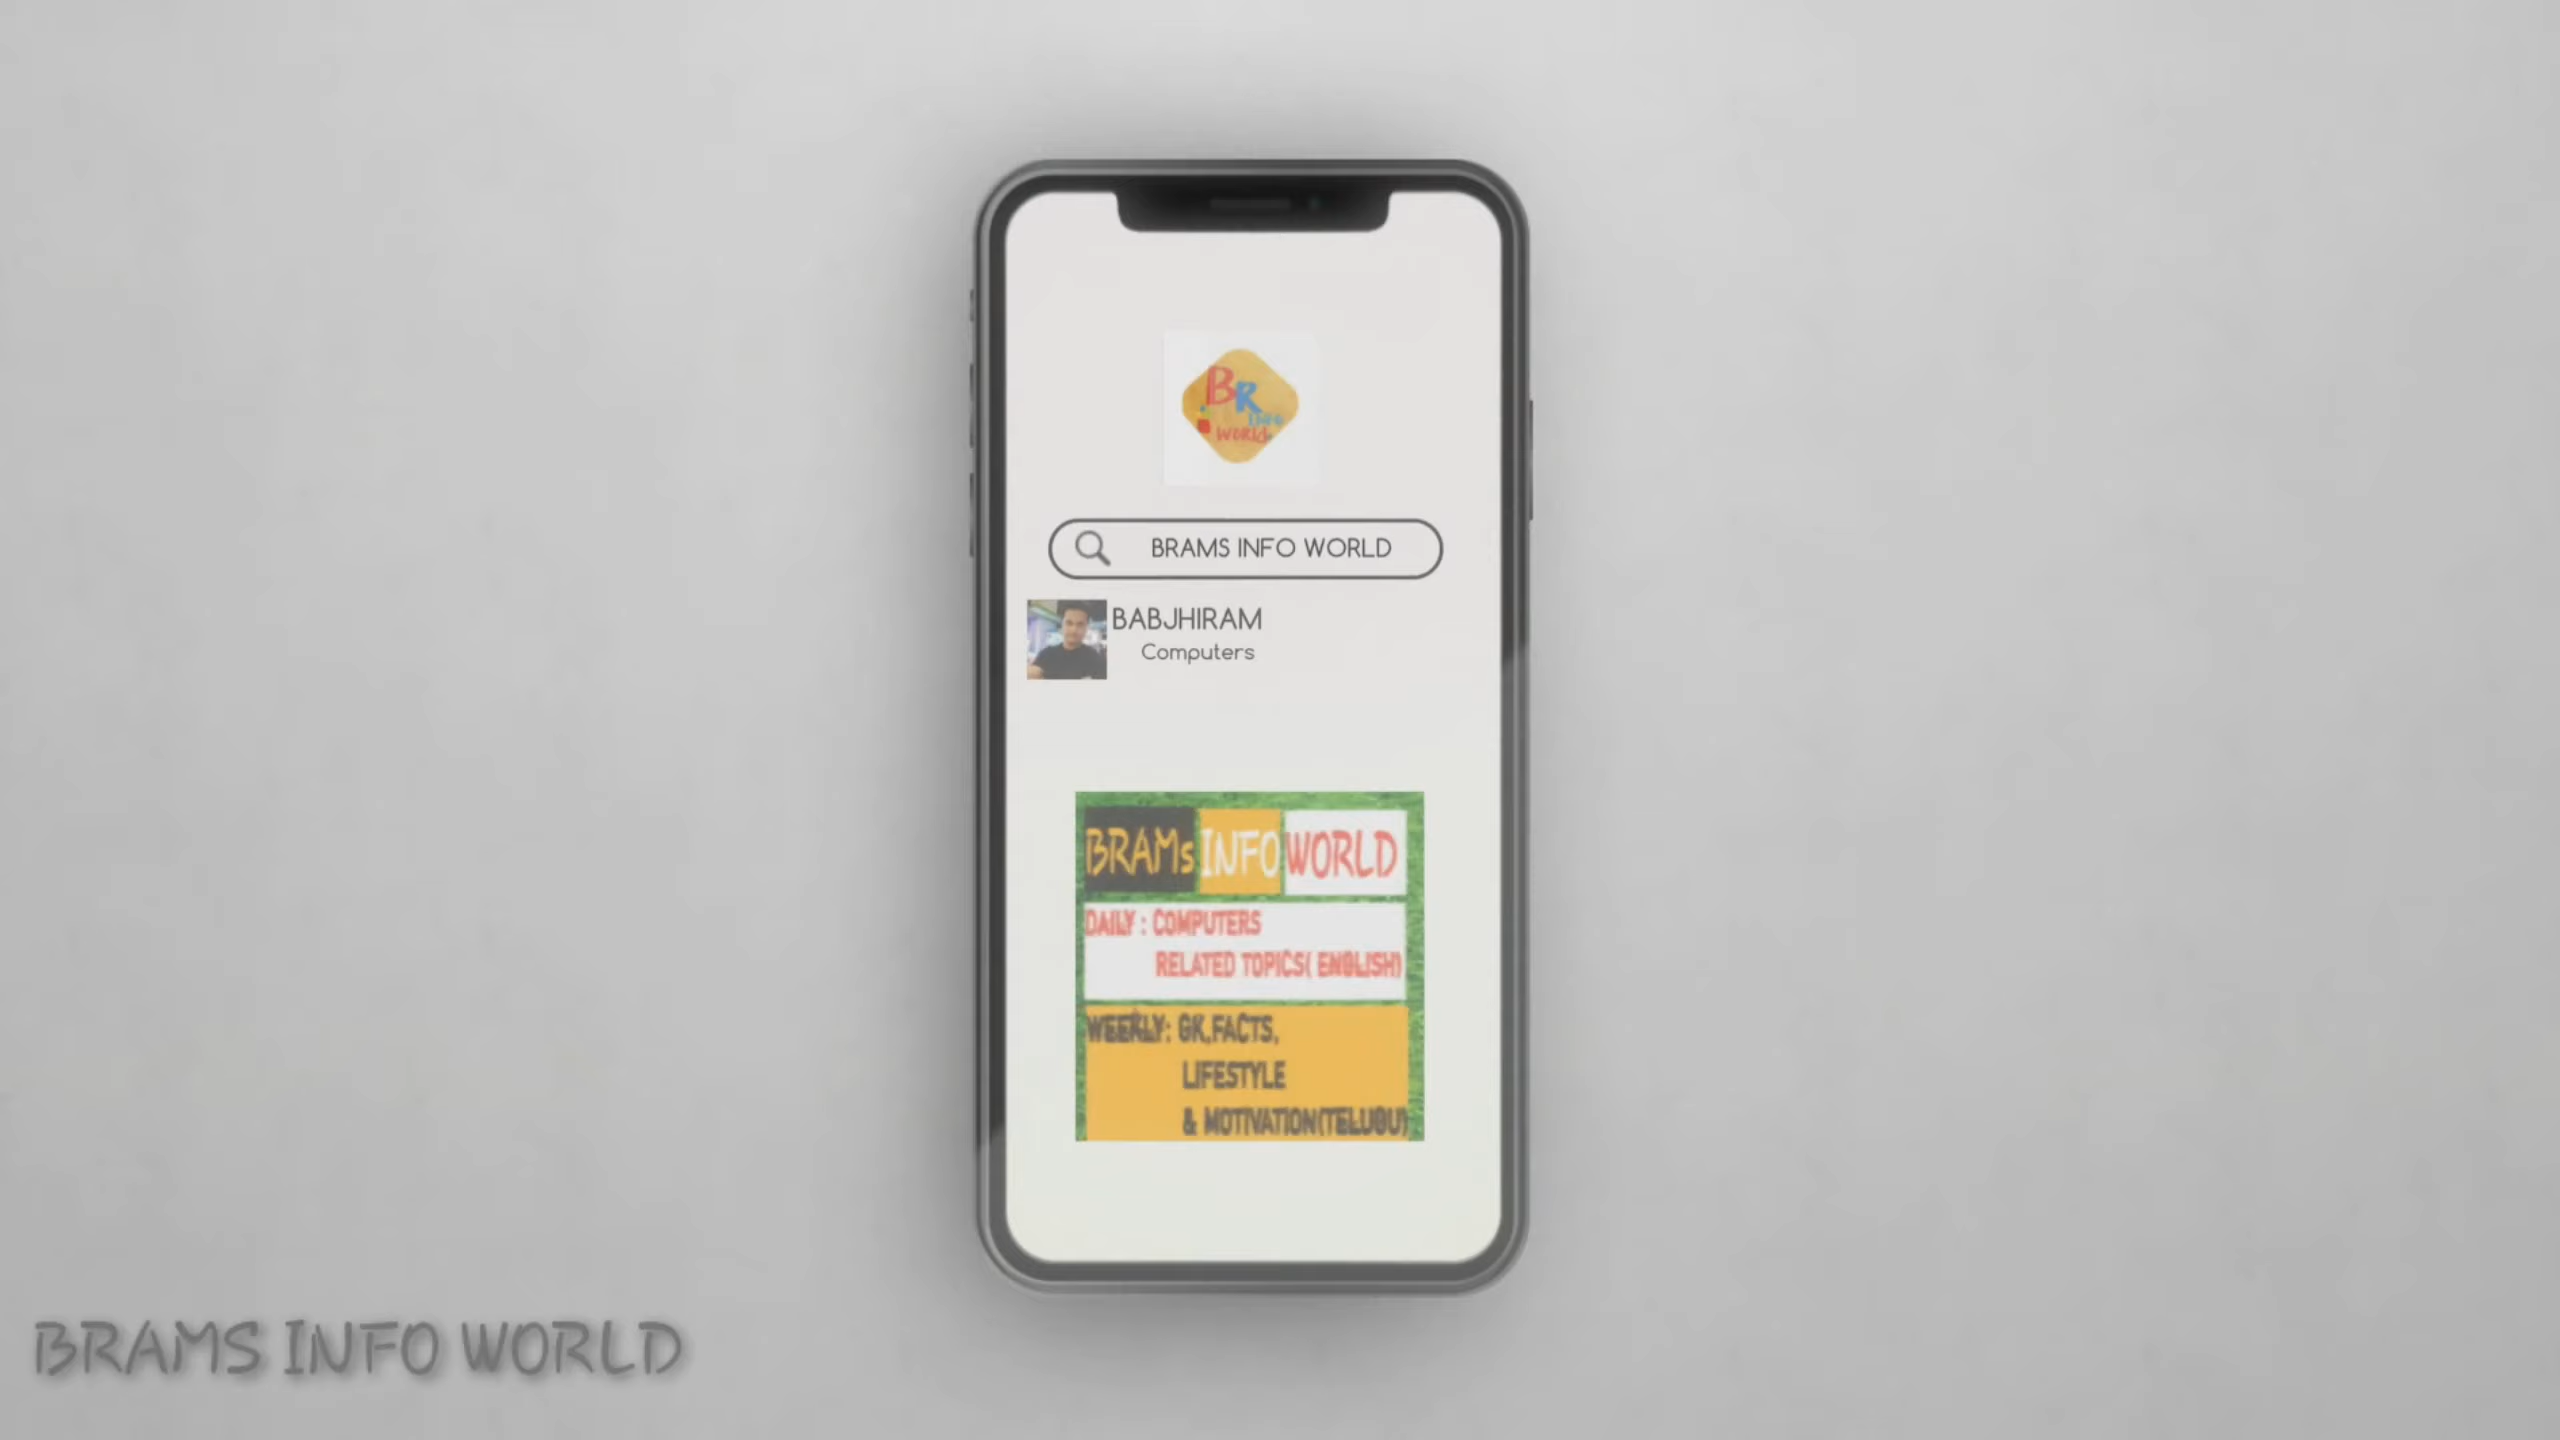 BR
Info
World
BRAMS INFO WORLD
BABJHIRAM
Computers
BRAMs INFO WORLD
DAILY : COMPUTERS
RELATED TOPICS( ENGLISH)
WEEKLY: GK,FACTS,
LIFESTYLE
& MOTIVATION(TELUGU)
BRAMS INFO WORLD